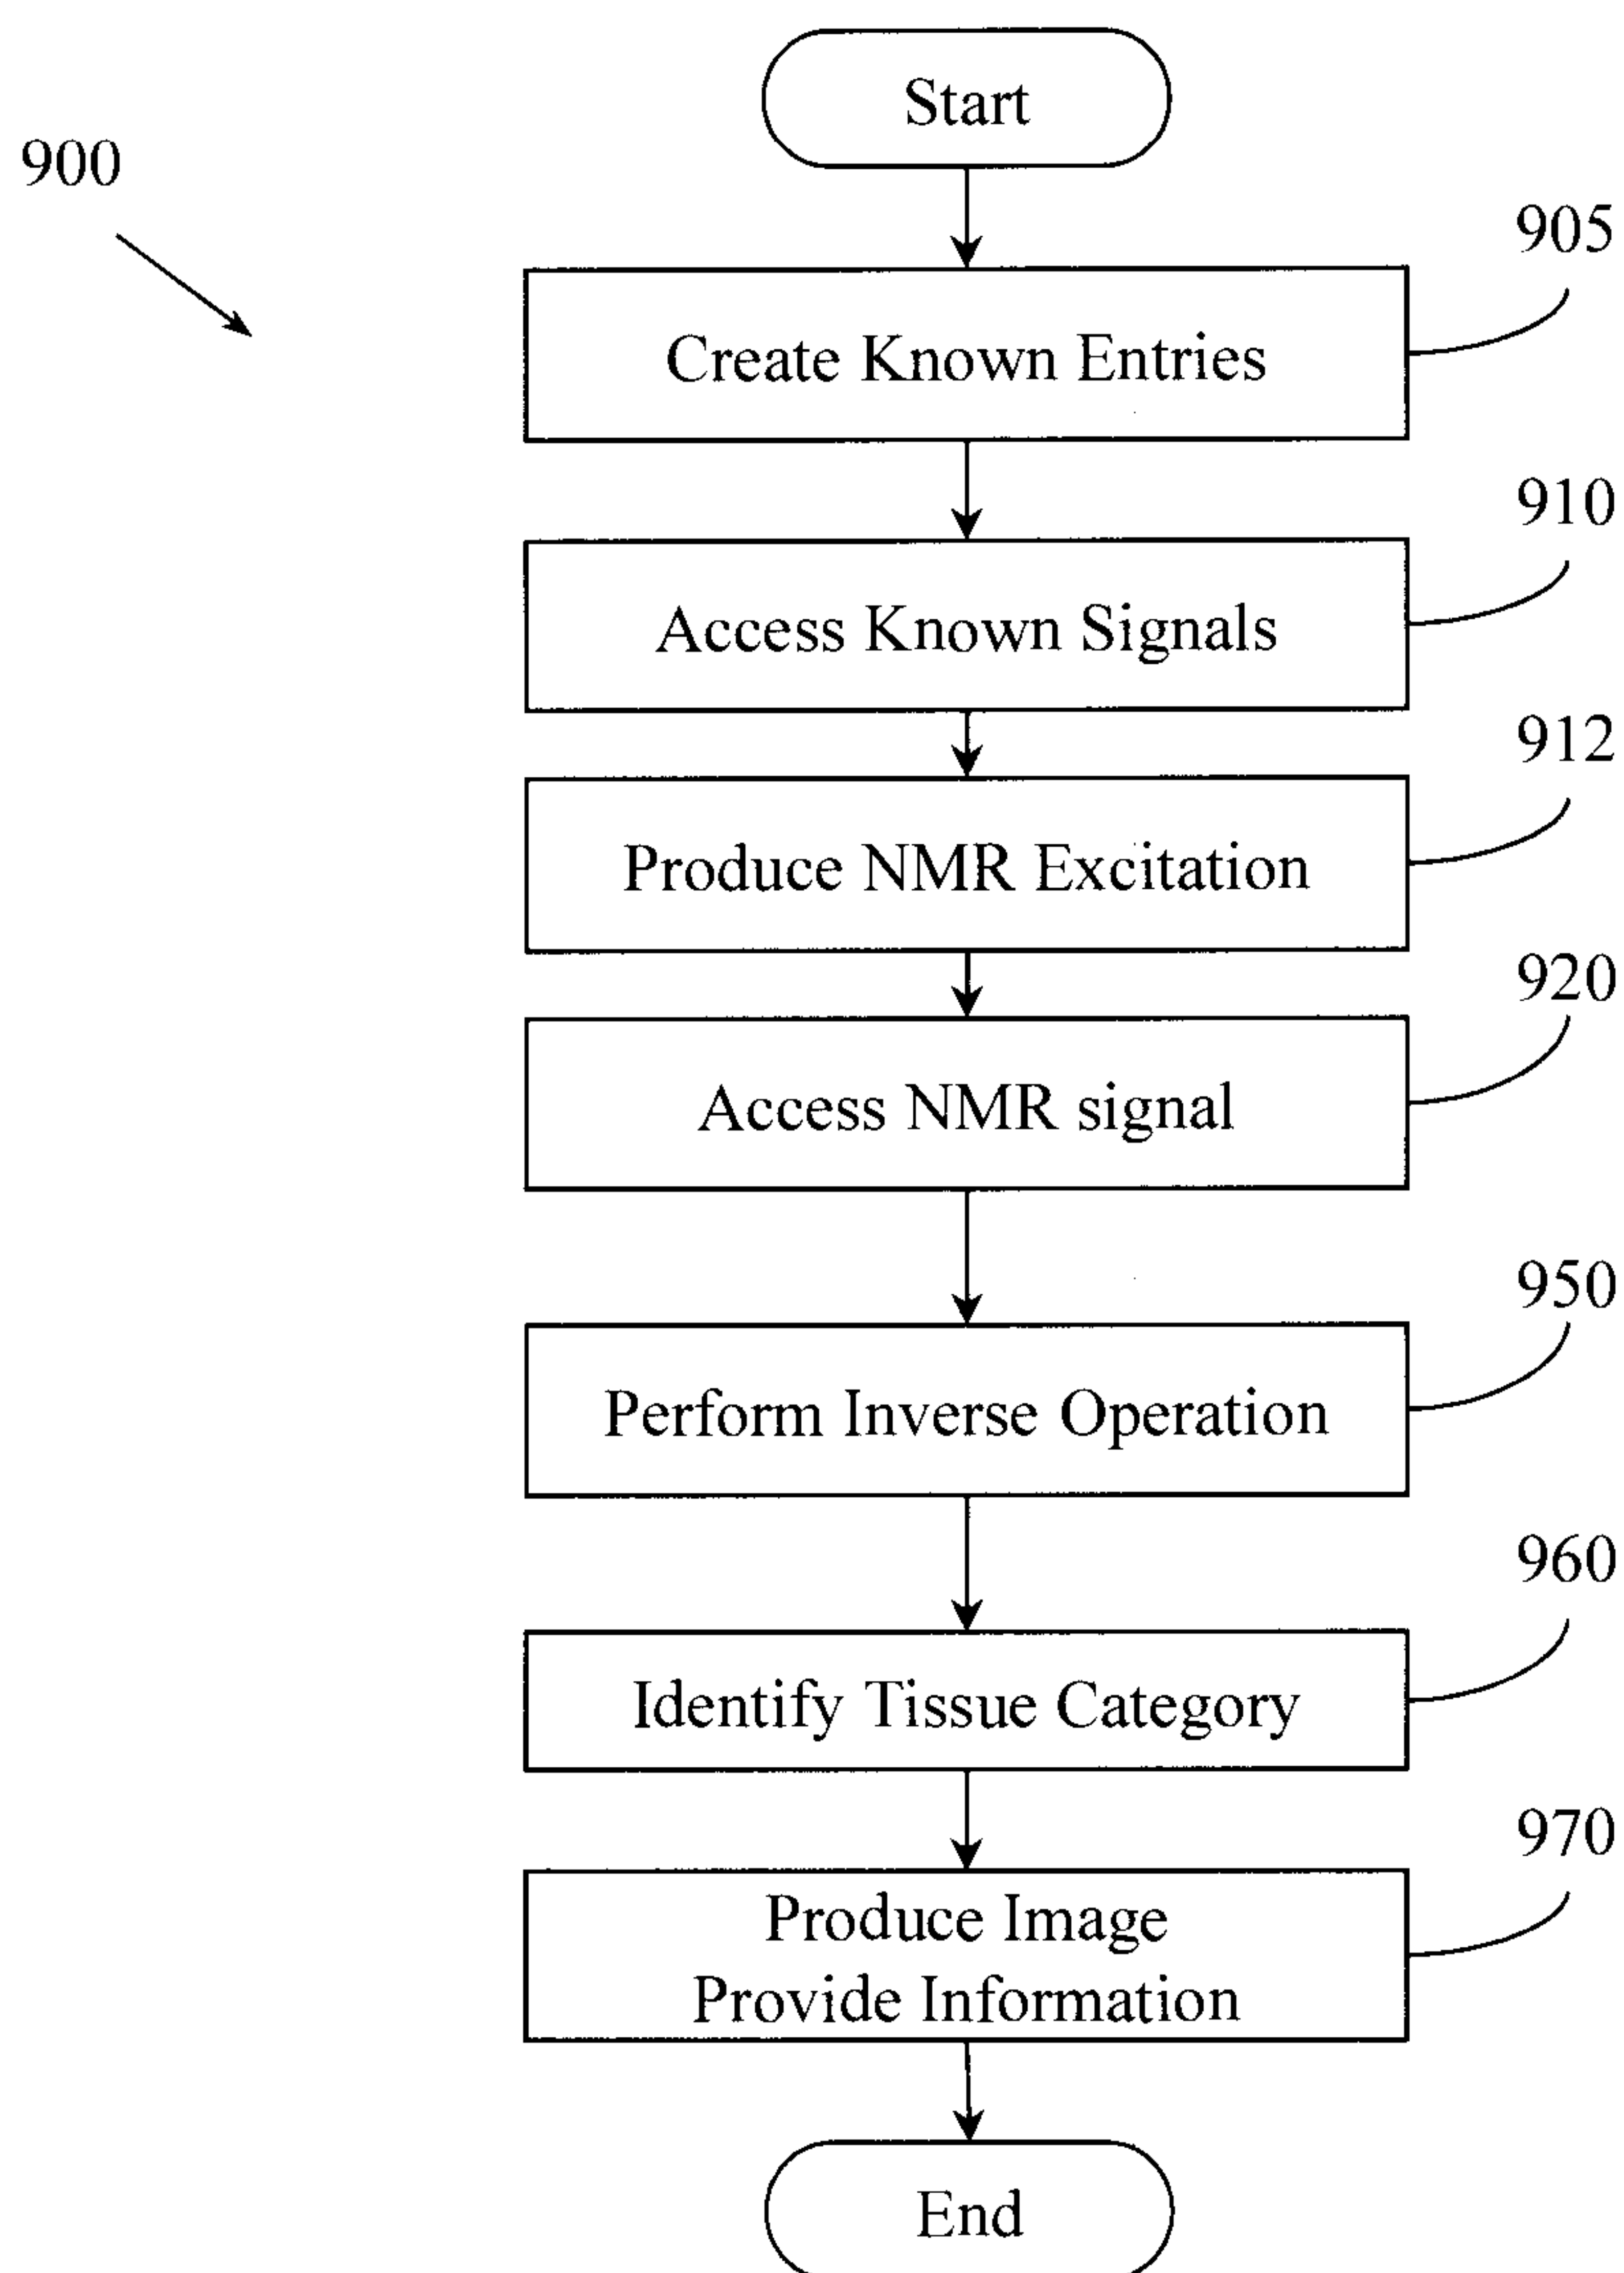 Start
900
905
Create Known Entries
910
Access Known Signals
912
Produce NMR Excitation
920
Access NMR signal
950
Perform Inverse Operation
960
Identify Tissue Category
970
Produce Image
Provide Information
End